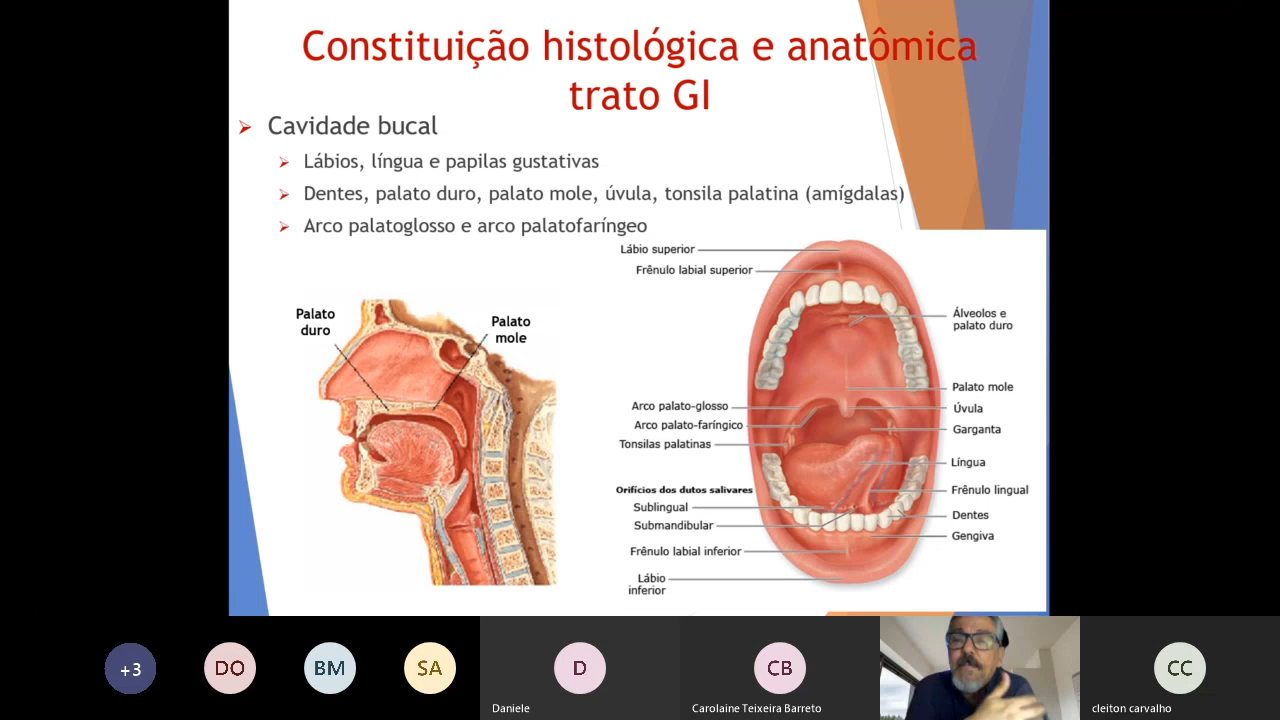 Constituição histológica e anatômica
trato GI
Cavidade bucal
Lábios, língua e papilas gustativas
Dentes, palato duro, palato mole, úvula, tonsila palatina (amígdalas)
Arco palatoglosso e arco palatofaríngeo
Palato
duro
Palato
mole
Lábio superior
Frênulo labial superior
Arco palato-glosso
Arco palato-faríngico
Tonsilas palatinas
Orifícios dos dutos salivares
Sublingual
Submandibular
Frênulo labial inferior
Lábio
inferior
Álveolos e
palato duro
Palato mole
Úvula
Garganta
Língua
Frênulo lingual
Dentes
Gengiva
+3
DO
BM
SA
D
Daniele
CB
Carolaine Teixeira Barreto
CC
cleiton carvalho